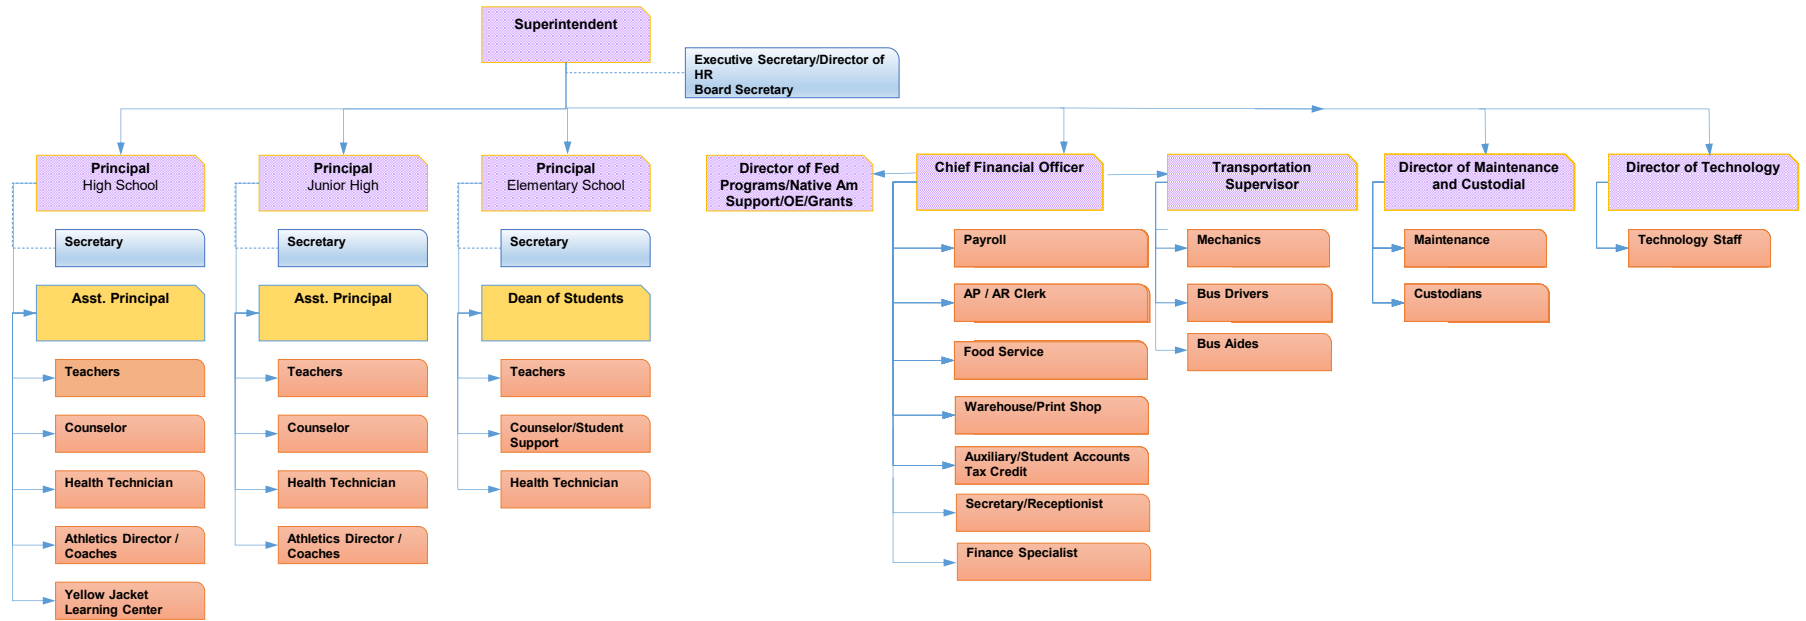 Superintendent
Executive Secretary/Director of
HR
Board Secretary
Principal
High School
Secretary
Asst. Principal
Teachers
Counselor
Health Technician
Athletics Director /
Coaches
Yellow Jacket
Learning Center
Principal
Junior High
Secretary
Asst. Principal
Teachers
Counselor
Health Technician
Athletics Director /
Coaches
Principal
Elementary School
Secretary
Dean of Students
Teachers
Counselor/Student
Support
Health Technician
Director of Fed
Programs/Native Am
Support/OE/Grants
Chief Financial Officer
Payroll
AP / AR Clerk
Food Service
Warehouse/Print Shop
Auxiliary/Student Accounts
Tax Credit
Secretary/Receptionist
Finance Specialist
Transportation
Supervisor
Mechanics
Bus Drivers
Bus Aides
Director of Maintenance
and Custodial
Maintenance
Custodians
Director of Technology
Technology Staff